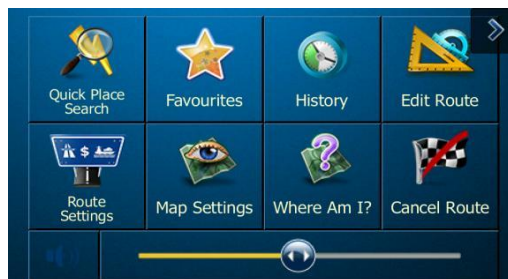 Quick Place
Search
Favourites
History
Edit Route
$
Route
Settings
Map Settings
?
Where Am I?
Cancel Route